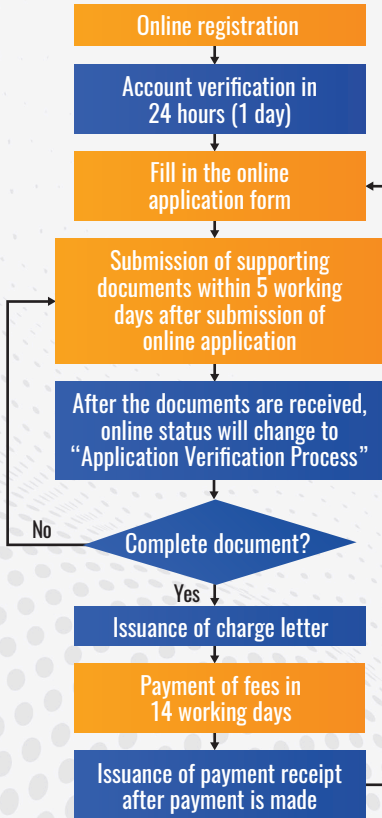 Online registration
Account verification in
24 hours (1 day)
Fill in the online
application form
Submission of supporting
documents within 5 working
days after submission of
online application
After the documents are received,
online status will change to
“Application Verification Process”
No
Complete document?
Yes
Issuance of charge letter
Payment of fees in
14 working days
Issuance of payment receipt
after payment is made